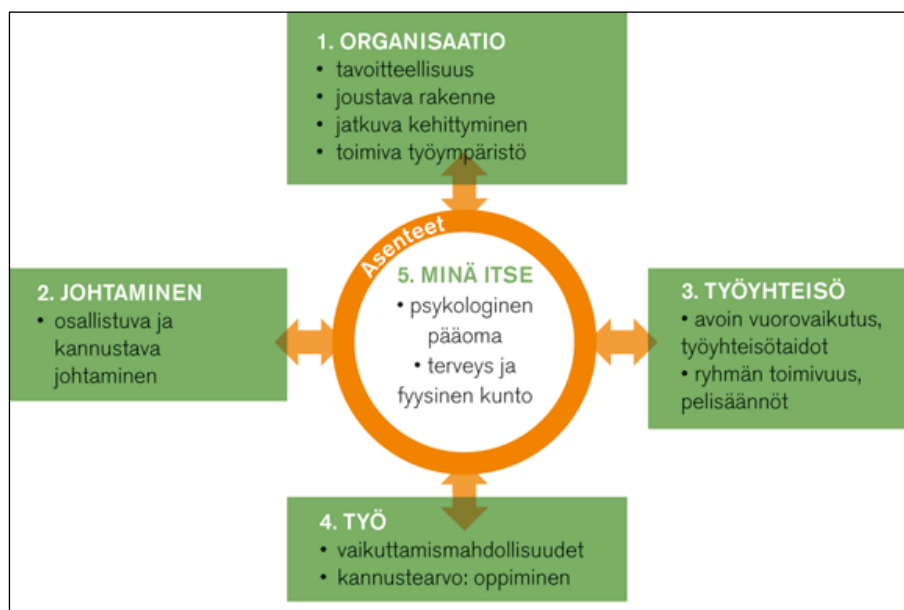 1. ORGANISAATIO
• tavoitteellisuus
• joustava rakenne
• jatkuva kehittyminen
• toimiva työympäristö
Asenteet
2. JOHTAMINEN
• osallistuva ja
kannustava
johtaminen
5. MINÄ ITSE
• psykologinen
pääoma
• terveys ja
fyysinen kunto
3. TYÖYHTEISÖ
• avoin vuorovaikutus,
työyhteisötaidot
• ryhmän toimivuus,
pelisäännöt
4. TYÖ
• vaikuttamismahdollisuudet
• kannustearvo: oppiminen